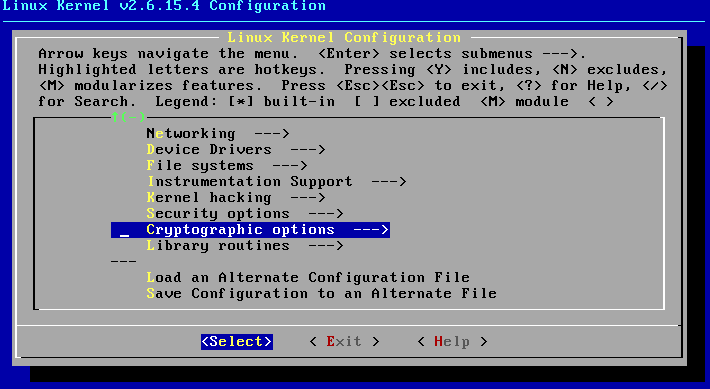 Linux Kernel v2.6.15.4 Configuration
Linux Kernel Configuration
Arrow keys navigate the menu.  <Enter> selects submenus --->.
Highlighted letters are hotkeys.  Pressing <Y> includes, <N> excludes,
<M> modularizes features.  Press <Esc><Esc> to exit, <?> for Help, </>
for Search.  Legend: [*] built-in  [ ] excluded  <M> module  < >
↑(-)
Networking  --->
Device Drivers  --->
File systems  --->
Instrumentation Support  --->
Kernel hacking  --->
Security options  --->
_ Cryptographic options  --->
Library routines  --->
---
Load an Alternate Configuration File
Save Configuration to an Alternate File
<Select>    < Exit >    < Help >